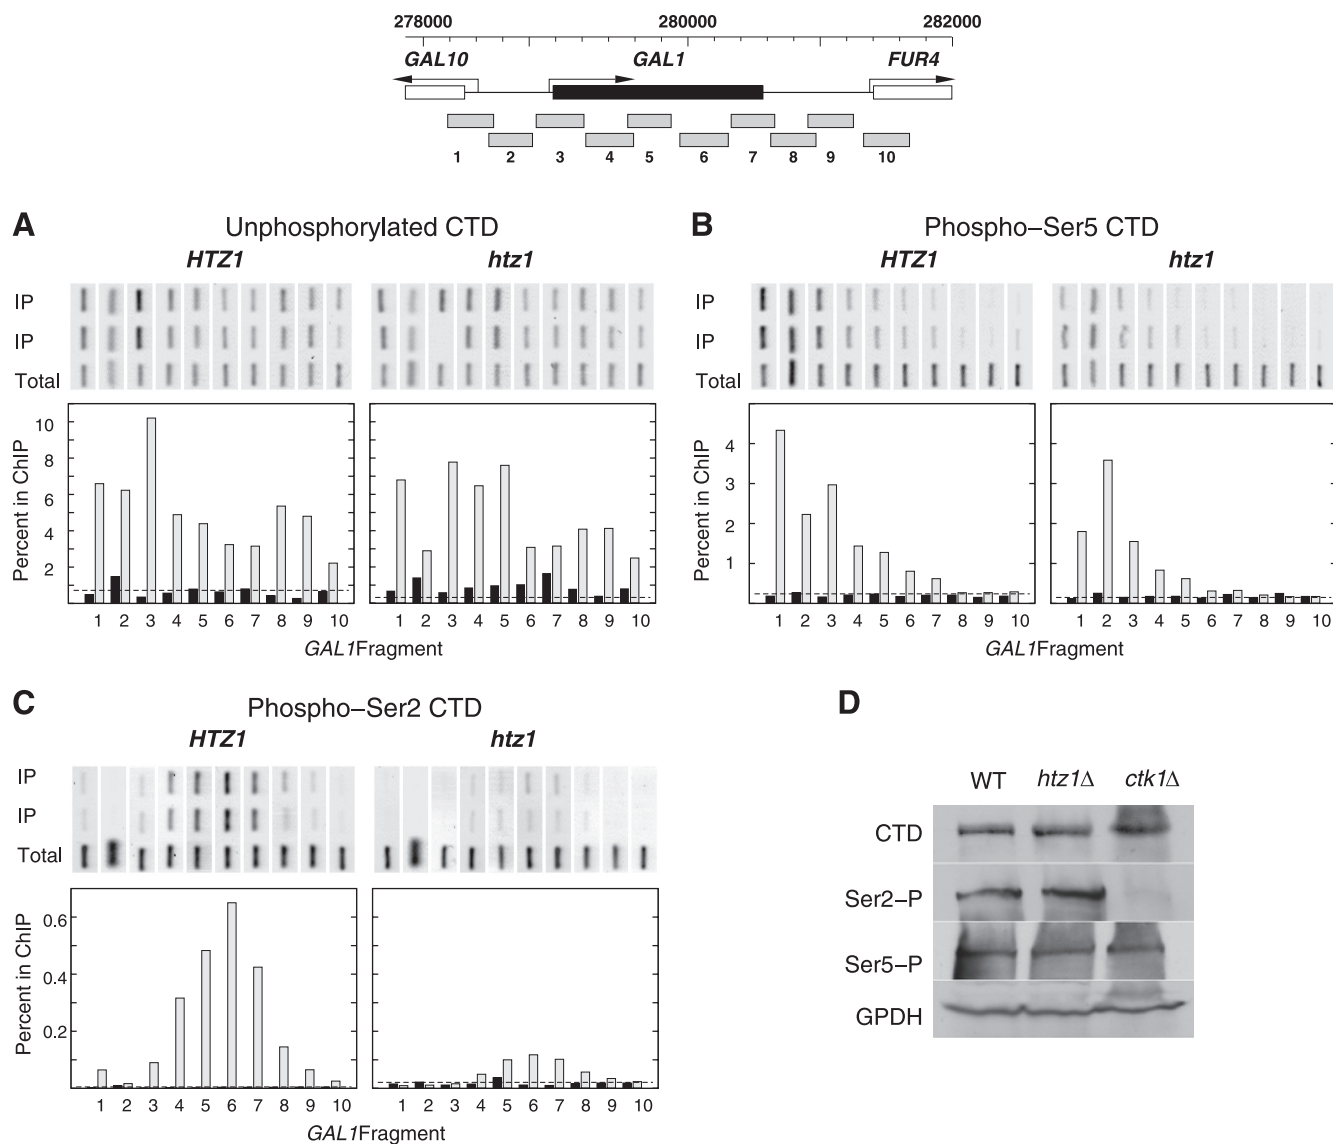 278000 280000 282000
GAL10 GAL1 FUR4
1 2 3 4 5 6 7 8 9 10
A Unphosphorylated CTD
HTZ1 htz1
IP
IP
Total
Percent in ChIP
10
8
6
4
2
1 2 3 4 5 6 7 8 9 10 1 2 3 4 5 6 7 8 9 10
GAL1Fragment
B Phospho–Ser5 CTD
HTZ1 htz1
IP
IP
Total
Percent in ChIP
4
3
2
1
1 2 3 4 5 6 7 8 9 10 1 2 3 4 5 6 7 8 9 10
GAL1Fragment
C Phospho–Ser2 CTD
HTZ1 htz1
IP
IP
Total
Percent in ChIP
0.6
0.4
0.2
1 2 3 4 5 6 7 8 9 10 1 2 3 4 5 6 7 8 9 10
GAL1Fragment
D
WT htz1Δ ctk1Δ
CTD
Ser2–P
Ser5–P
GPDH